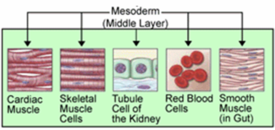 Mesoderm
(Middle Layer)
Cardiac
Muscle
Skeletal
Muscle
Cells
Tubule
Cell of
the Kidney
Red Blood
Cells
Smooth
Muscle
(in Gut)